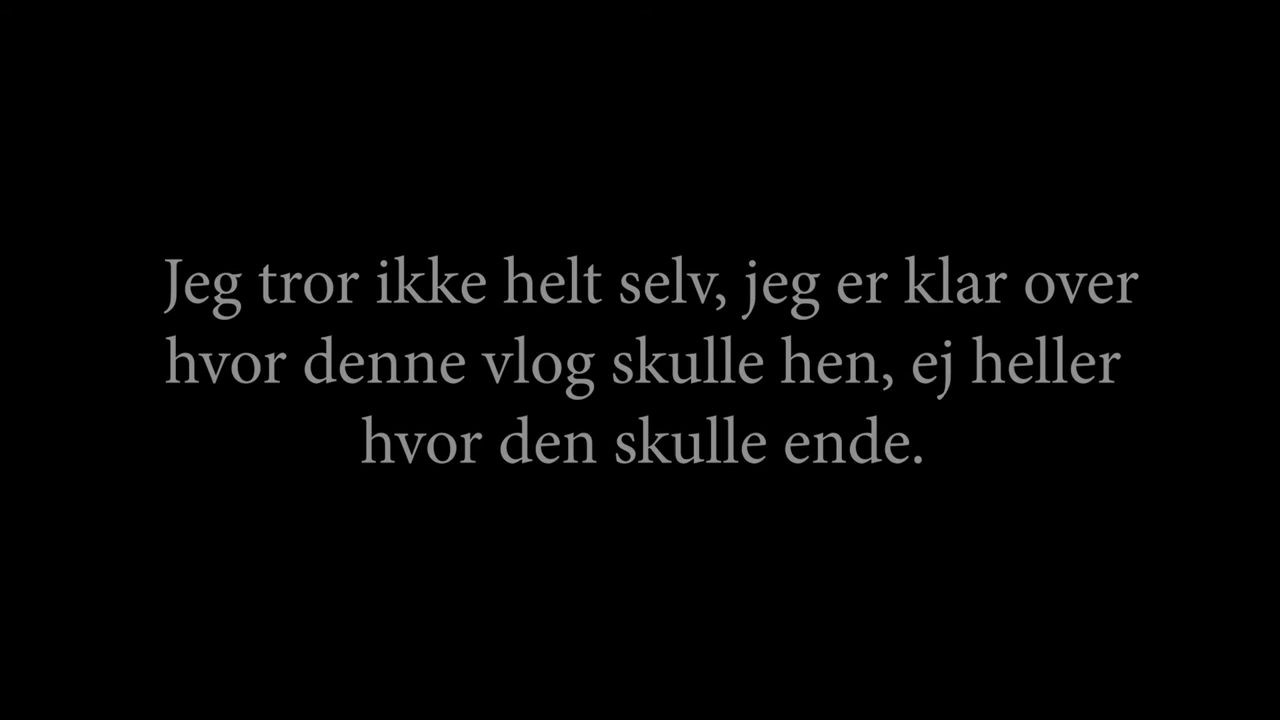 Jeg tror ikke helt selv, jeg er klar over
hvor denne vlog skulle hen, ej heller
hvor den skulle ende.